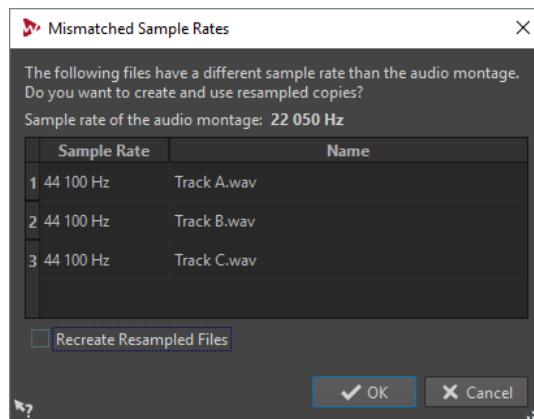 Mismatched Sample Rates
The following files have a different sample rate than the audio montage.
Do you want to create and use resampled copies?
Sample rate of the audio montage: 22 050 Hz
Sample Rate Name
1 44 100 Hz Track A.wav
2 44 100 Hz Track B.wav
3 44 100 Hz Track C.wav
Recreate Resampled Files
OK Cancel
?